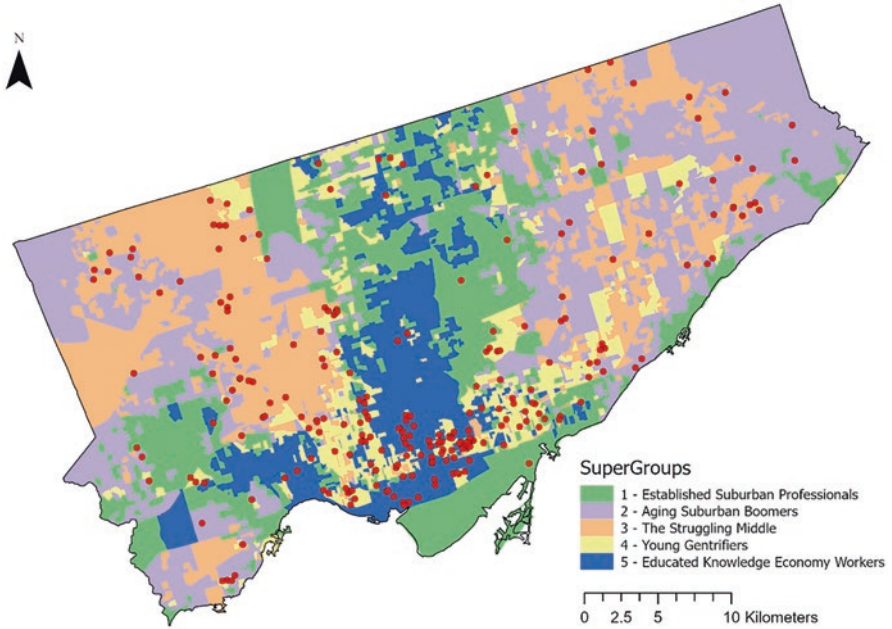 N
SuperGroups
1 - Established Suburban Professionals
2 - Aging Suburban Boomers
3 - The Struggling Middle
4 - Young Gentrifiers
5 - Educated Knowledge Economy Workers
0 2.5 5 10 Kilometers